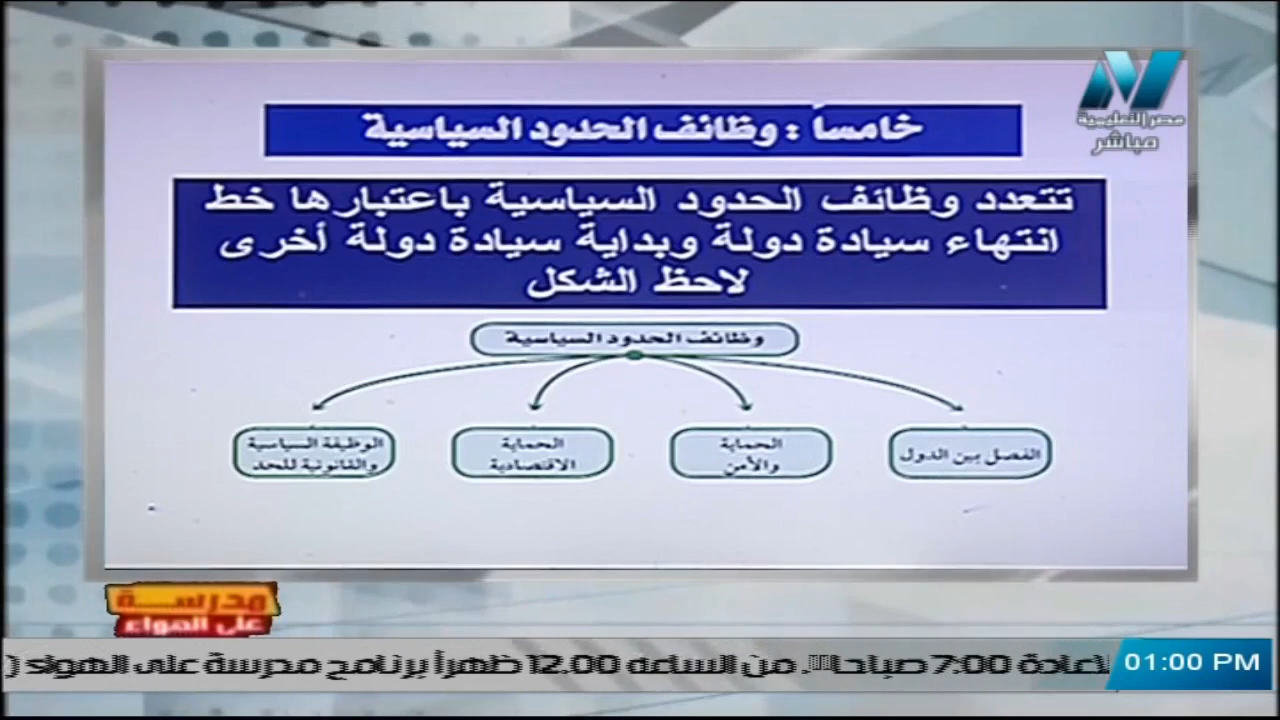 مصر التعليمية
مباشر
خامساً : وظائف الحدود السياسية
تتعدد وظائف الحدود السياسية باعتبارها خط
انتهاء سيادة دولة وبداية سيادة دولة أخرى
لاحظ الشكل
وظائف الحدود السياسية
الفصل بين الدول
الحماية
والأمن
الحماية
الاقتصادية
الوظيفة السياسية
والقانونية للحد
مدرسة
على الهواء
01:00 PM
لاعادة 7:00 صباحا. من الساعه 12.00 ظهراً برنامج مدرسة على الهواء (